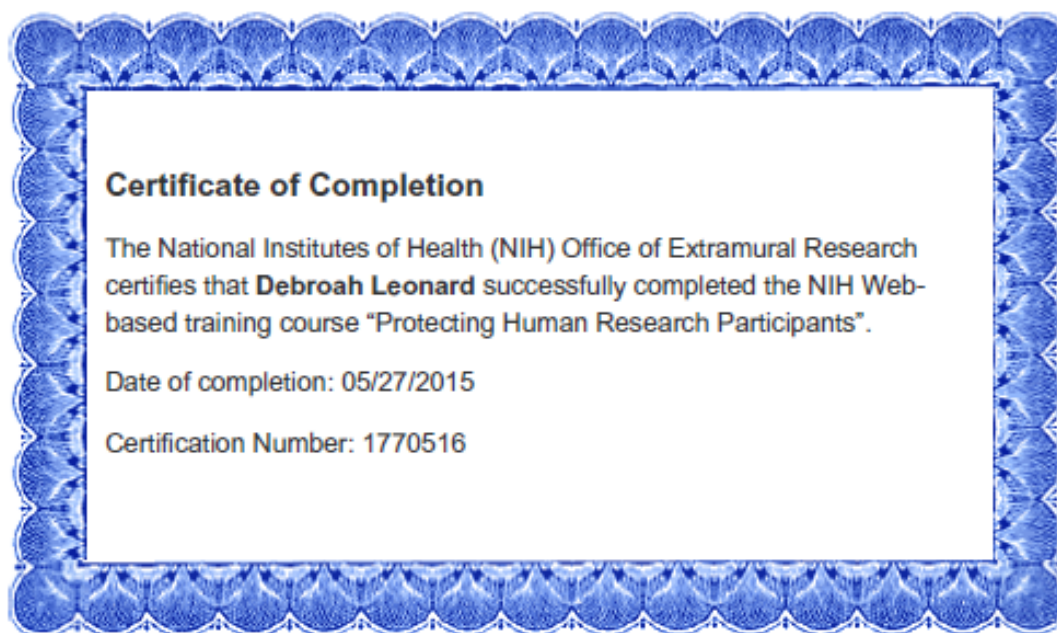 Certificate of Completion
The National Institutes of Health (NIH) Office of Extramural Research
certifies that Debroah Leonard successfully completed the NIH Web-
based training course “Protecting Human Research Participants”.
Date of completion: 05/27/2015
Certification Number: 1770516